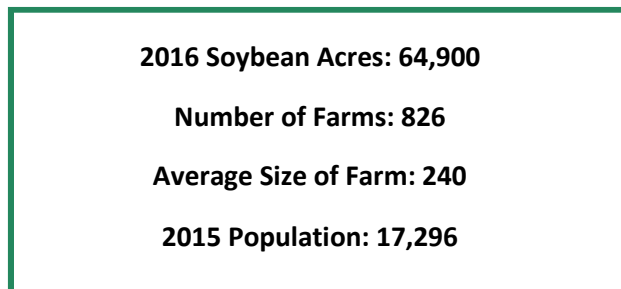 2016 Soybean Acres: 64,900
Number of Farms: 826
Average Size of Farm: 240
2015 Population: 17,296